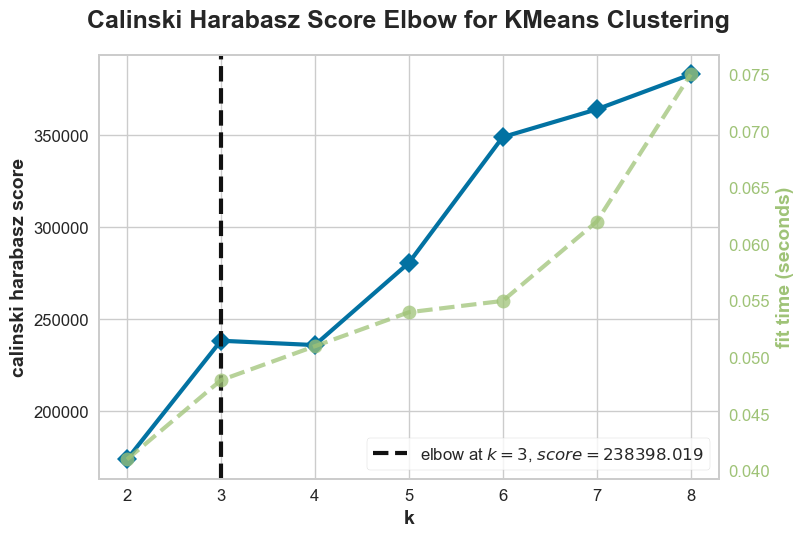 Calinski Harabasz Score Elbow for KMeans Clustering
calinski harabasz score
350000
300000
250000
200000
0.075
0.070
0.065
0.060
0.055
0.050
0.045
0.040
fit time (seconds)
elbow at k = 3, score = 238398.019
2 3 4 5 6 7 8
k